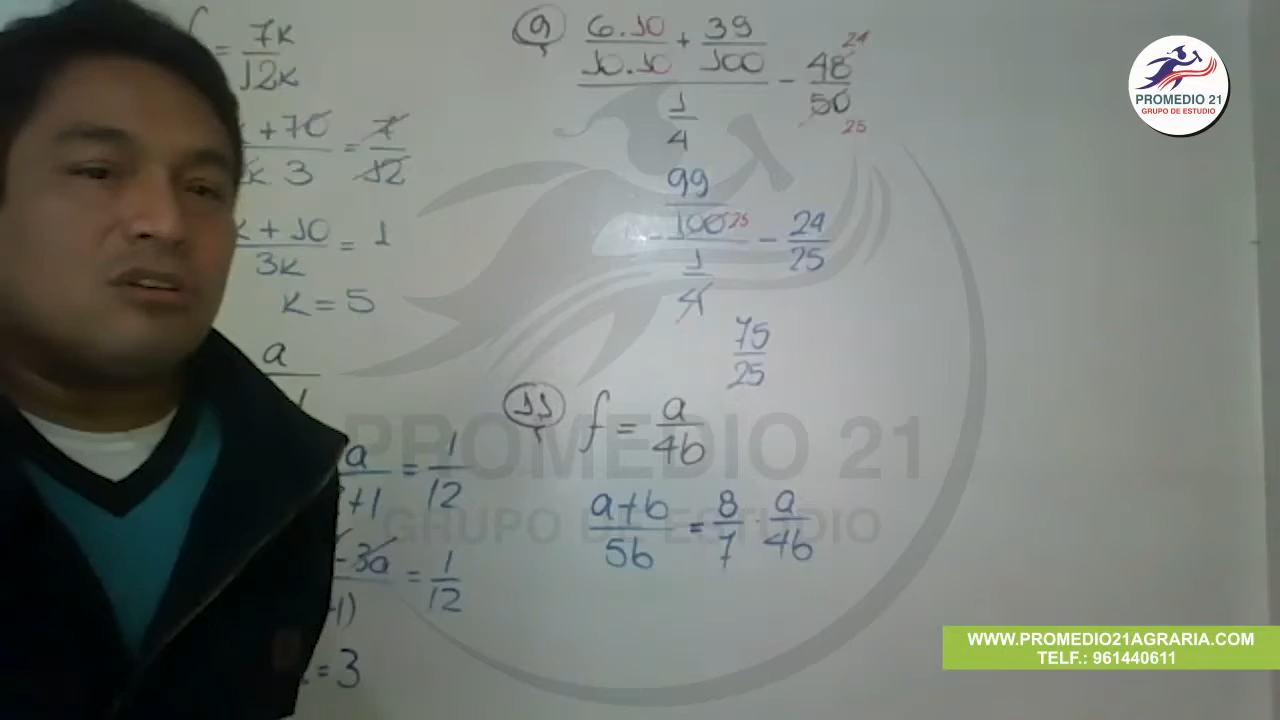 f = 7k/12k
+ 70/k 3 = 7/12
k + 10/3k = 1
k = 5
a
a/+1 = 1/12
- 3a/1) = 1/12
= 3
9 (6.10/10.10 + 39/100)/(1/4) - 48/50 24 25
(99/100)/(1/4) 25 - 24/25
75/25
11 f = a/4b
a+b/5b = 8/7 . a/4b
PROMEDIO 21
GRUPO DE ESTUDIO
PROMEDIO 21
GRUPO DE ESTUDIO
WWW.PROMEDIO21AGRARIA.COM
TELF.: 961440611